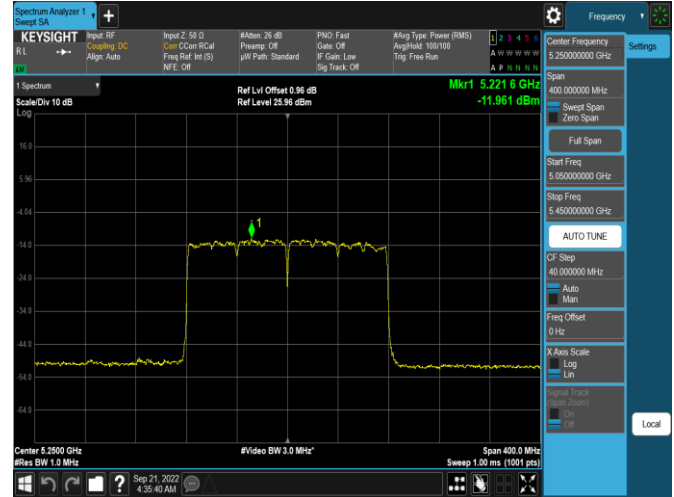 Spectrum Analyzer 1
Swept SA
Frequency
KEYSIGHT
RL
Input: RF
Coupling: DC
Align: Auto
Input Z: 50 Ω
Corr CCorr RCal
Freq Ref: Int (S)
NFE: Off
#Atten: 26 dB
Preamp: Off
µW Path: Standard
PNO: Fast
Gate: Off
IF Gain: Low
Sig Track: Off
#Avg Type: Power (RMS)
Avg|Hold: 100/100
Trig: Free Run
1 2 3 4 5 6
A W W W W W
A P N N N N
1 Spectrum
Scale/Div 10 dB
Log
Ref Lvl Offset 0.96 dB
Ref Level 25.96 dBm
Mkr1 5.221 6 GHz
-11.961 dBm
16.0
5.96
-4.04
-14.0
-24.0
-34.0
-44.0
-54.0
-64.0
1
Center 5.2500 GHz
#Res BW 1.0 MHz
#Video BW 3.0 MHz*
Span 400.0 MHz
Sweep 1.00 ms (1001 pts)
Center Frequency
5.250000000 GHz
Settings
Span
400.000000 MHz
Swept Span
Zero Span
Full Span
Start Freq
5.050000000 GHz
Stop Freq
5.450000000 GHz
AUTO TUNE
CF Step
40.000000 MHz
Auto
Man
Freq Offset
0 Hz
X Axis Scale
Log
Lin
Signal Track
(Span Zoom)
On
Off
Local
Sep 21, 2022
4:35:40 AM